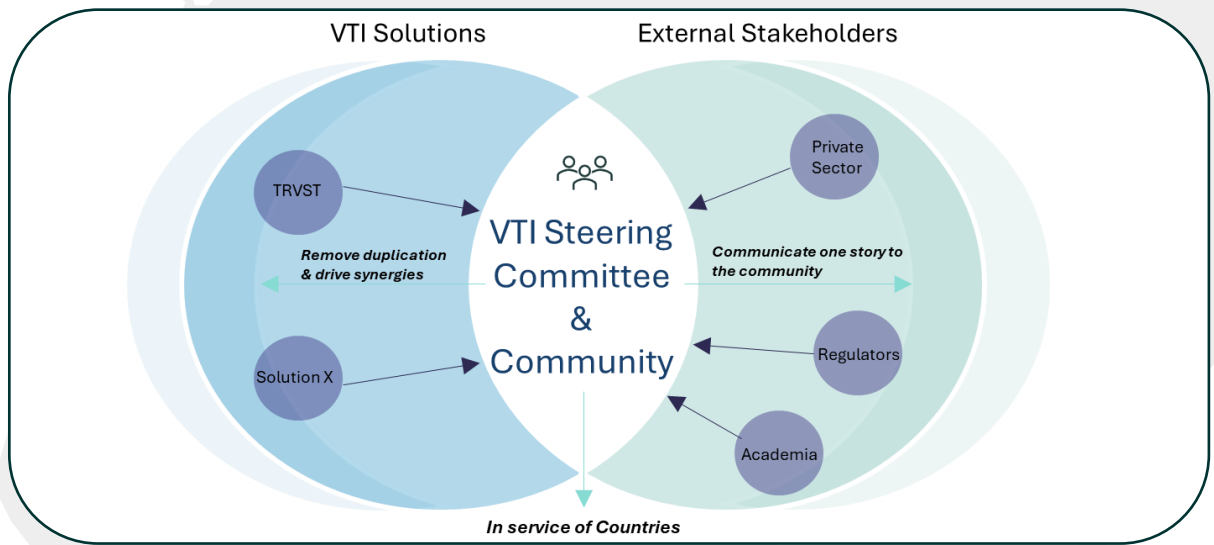 VTI Solutions
External Stakeholders
Private
Sector
TRVST
VTI Steering
Committee
&
Community
Remove duplication
& drive synergies
Communicate one story to
the community
Solution X
Regulators
Academia
In service of Countries